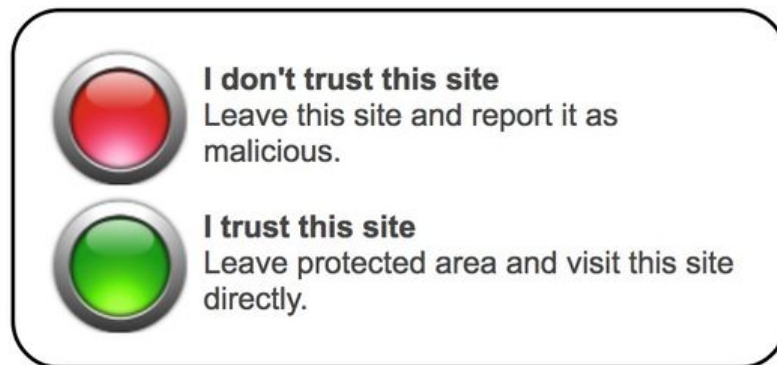 I don't trust this site
Leave this site and report it as
malicious.
I trust this site
Leave protected area and visit this site
directly.